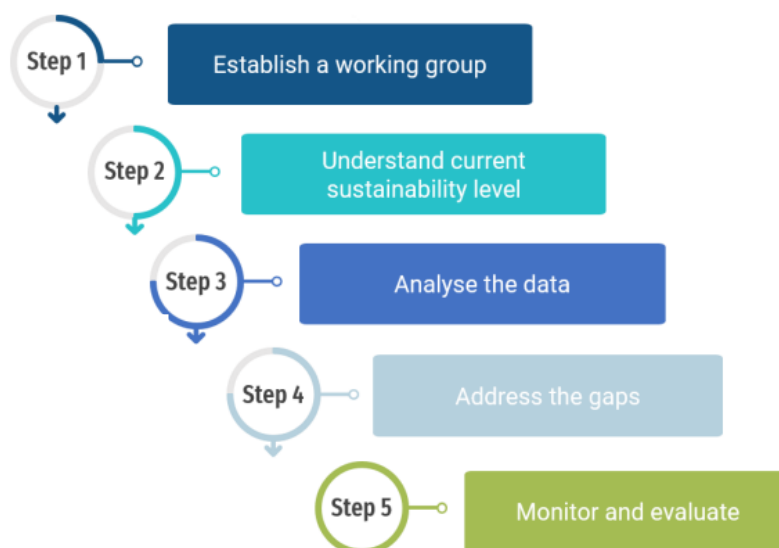 Step 1
Establish a working group
Step 2
Understand current
sustainability level
Step 3
Analyse the data
Step 4
Address the gaps
Step 5
Monitor and evaluate